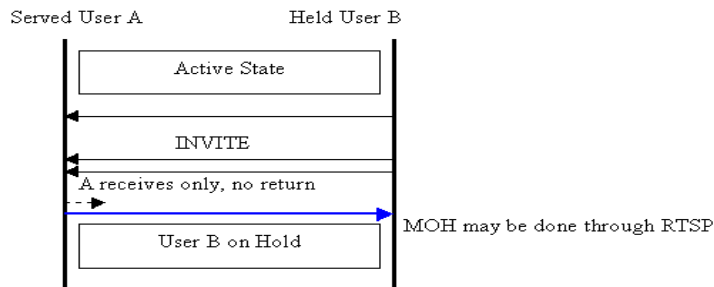 Served User A
Held User B
Active State
INVITE
A receives only, no return
MOH may be done through RTSP
User B on Hold